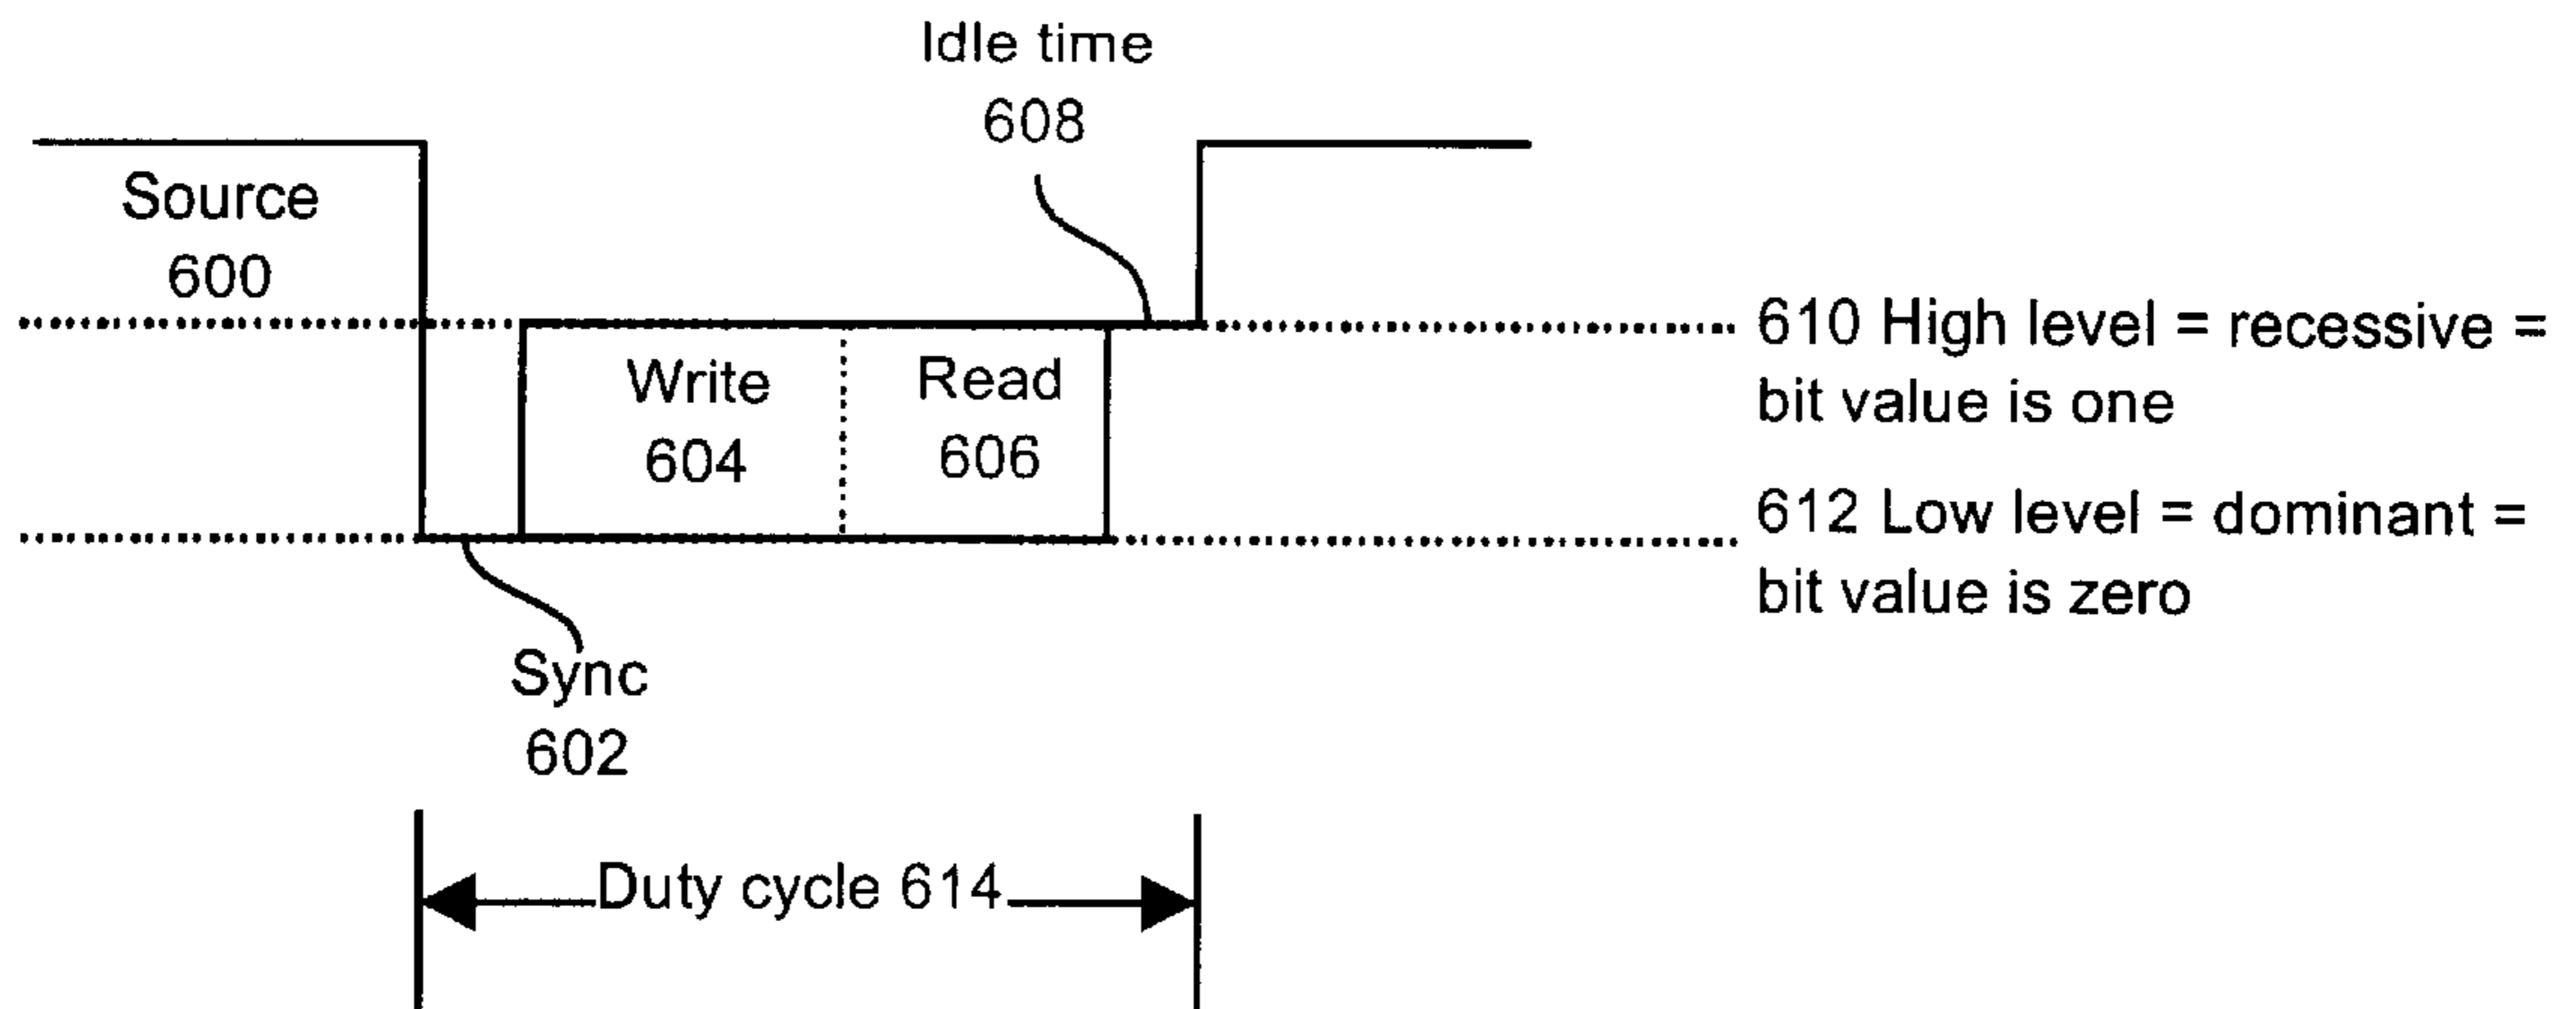 Idle time
608
Source
600
610 High level = recessive =
bit value is one
Write
604
Read
606
612 Low level = dominant =
bit value is zero
Sync
602
Duty cycle 614